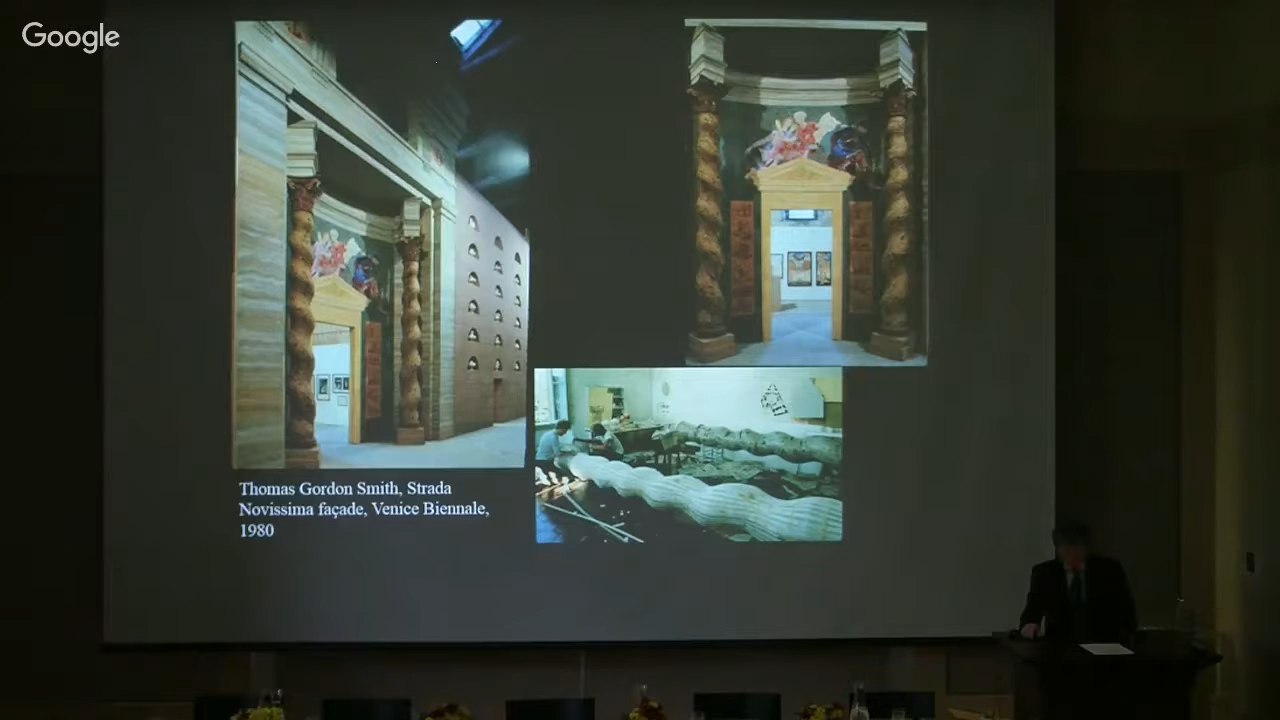 Google
Thomas Gordon Smith, Strada
Novissima façade, Venice Biennale,
1980